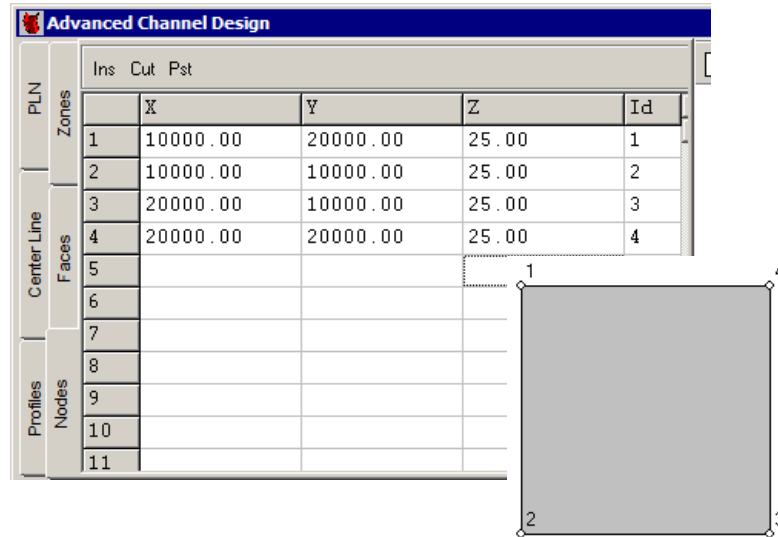 Advanced Channel Design
PLN
Zones
Center Line
Faces
Profiles
Nodes
Ins Cut Pst
X Y Z Id
1 10000.00 20000.00 25.00 1
2 10000.00 10000.00 25.00 2
3 20000.00 10000.00 25.00 3
4 20000.00 20000.00 25.00 4
5
6
7
8
9
10
11
1 4
2 3